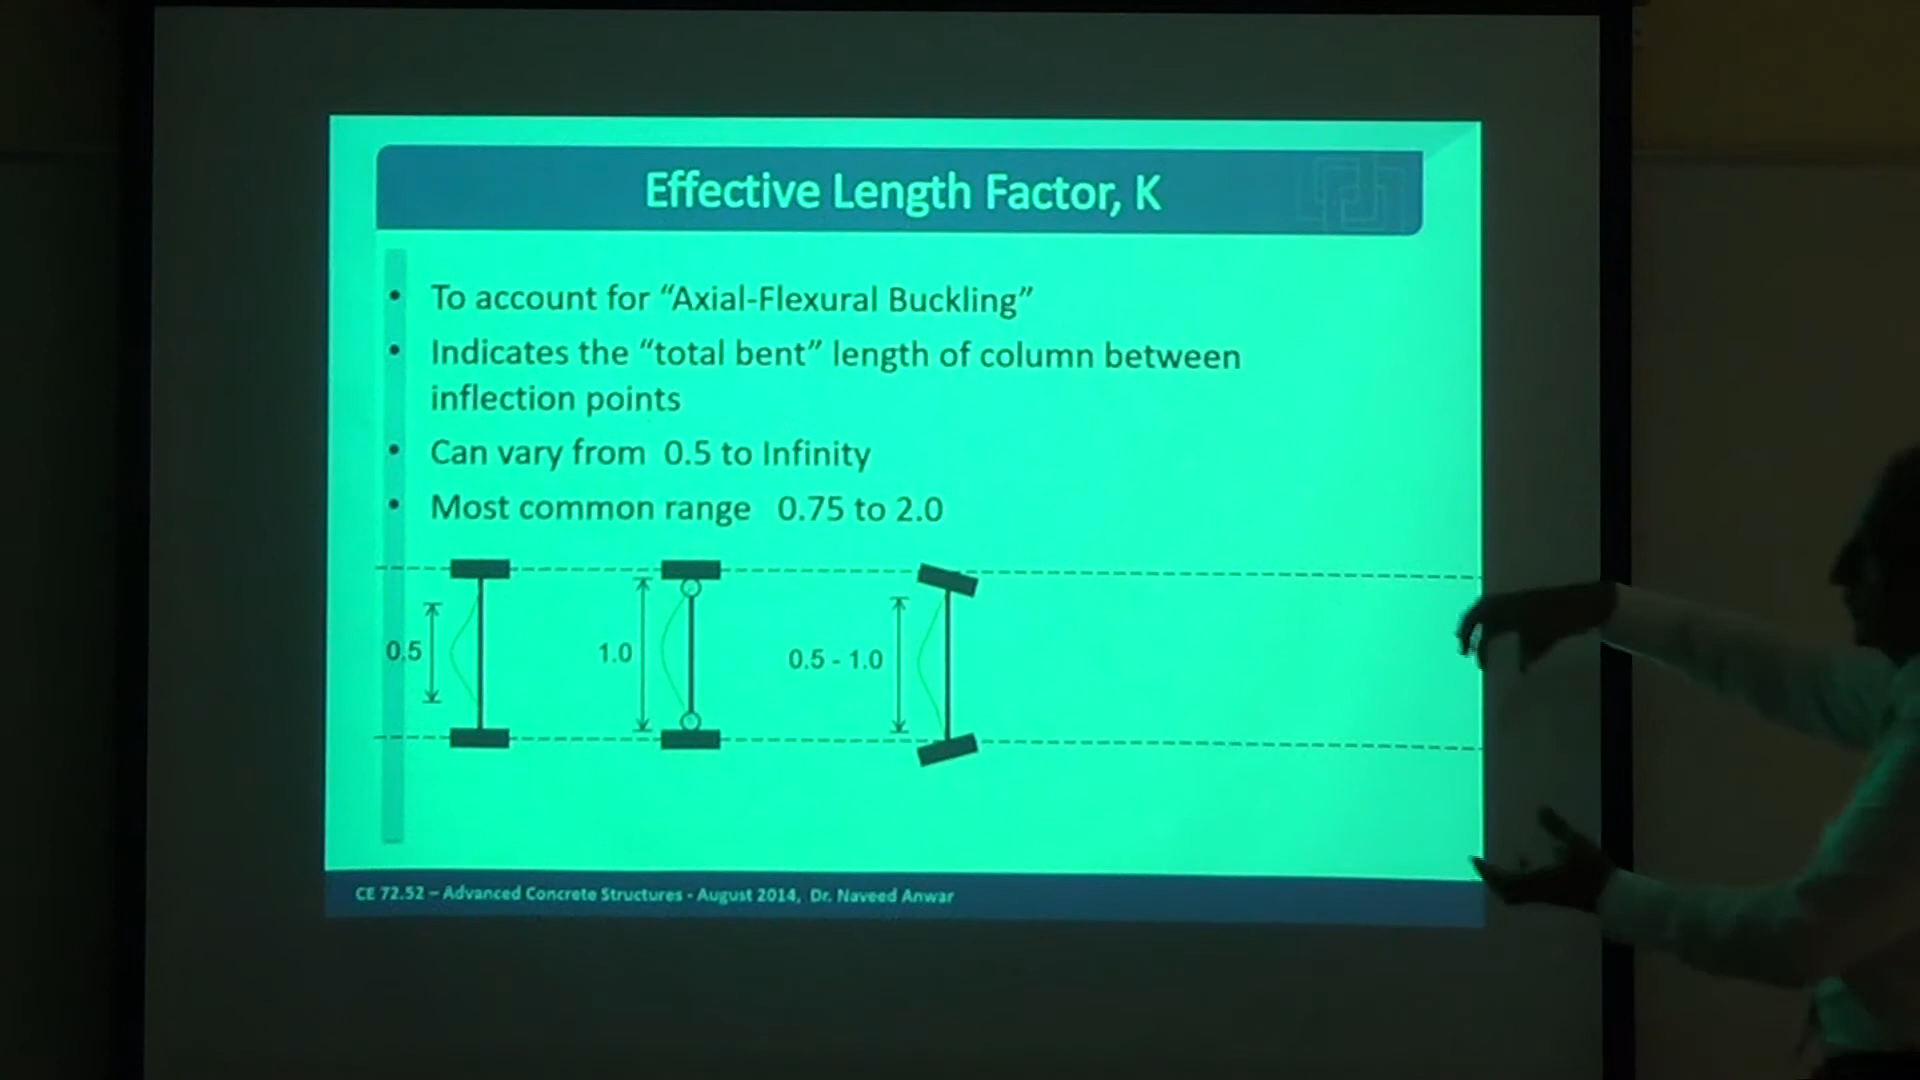 Effective Length Factor, K
• To account for “Axial-Flexural Buckling”
• Indicates the “total bent” length of column between
inflection points
• Can vary from 0.5 to Infinity
• Most common range 0.75 to 2.0
0.5
1.0
0.5 - 1.0
CE 72.52 – Advanced Concrete Structures - August 2014, Dr. Naveed Anwar